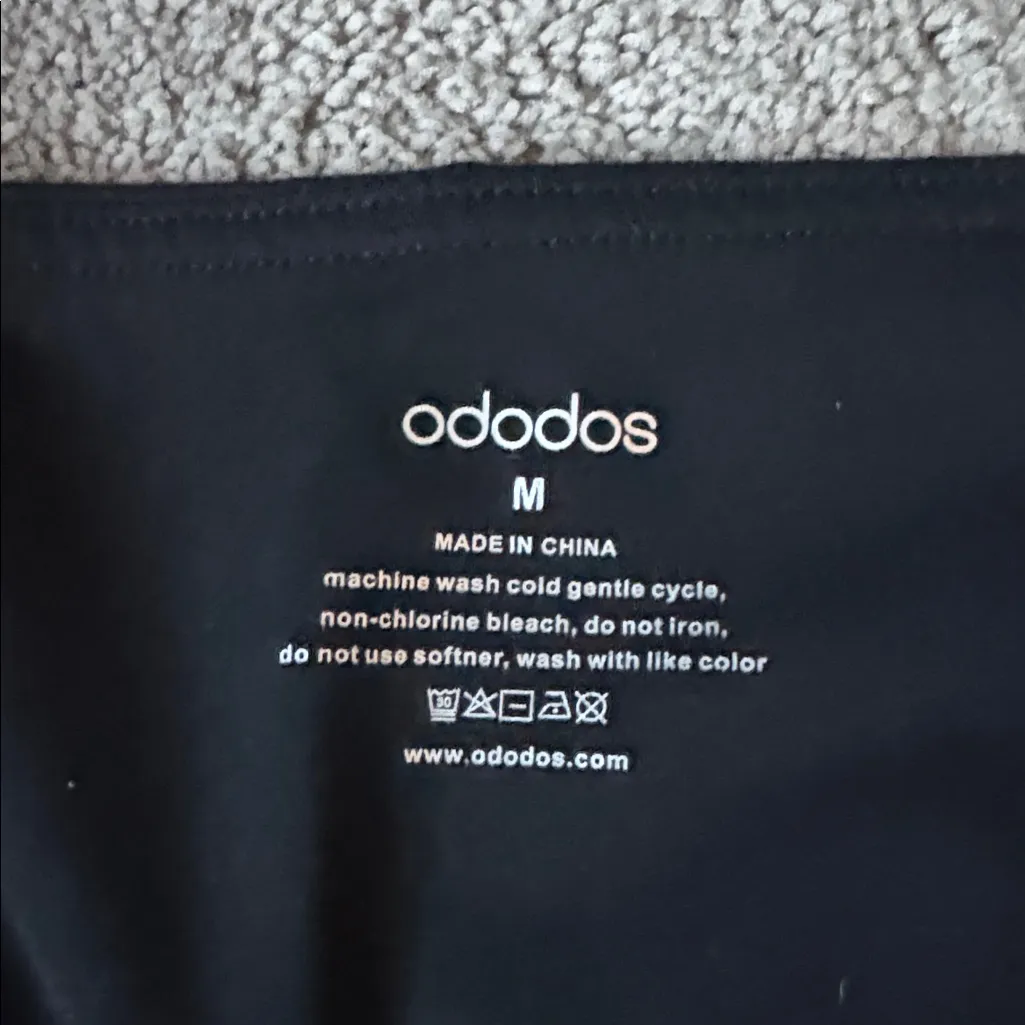 ododos
M
MADE IN CHINA
machine wash cold gentle cycle,
non-chlorine bleach, do not iron,
do not use softner, wash with like color
30
www.ododos.com